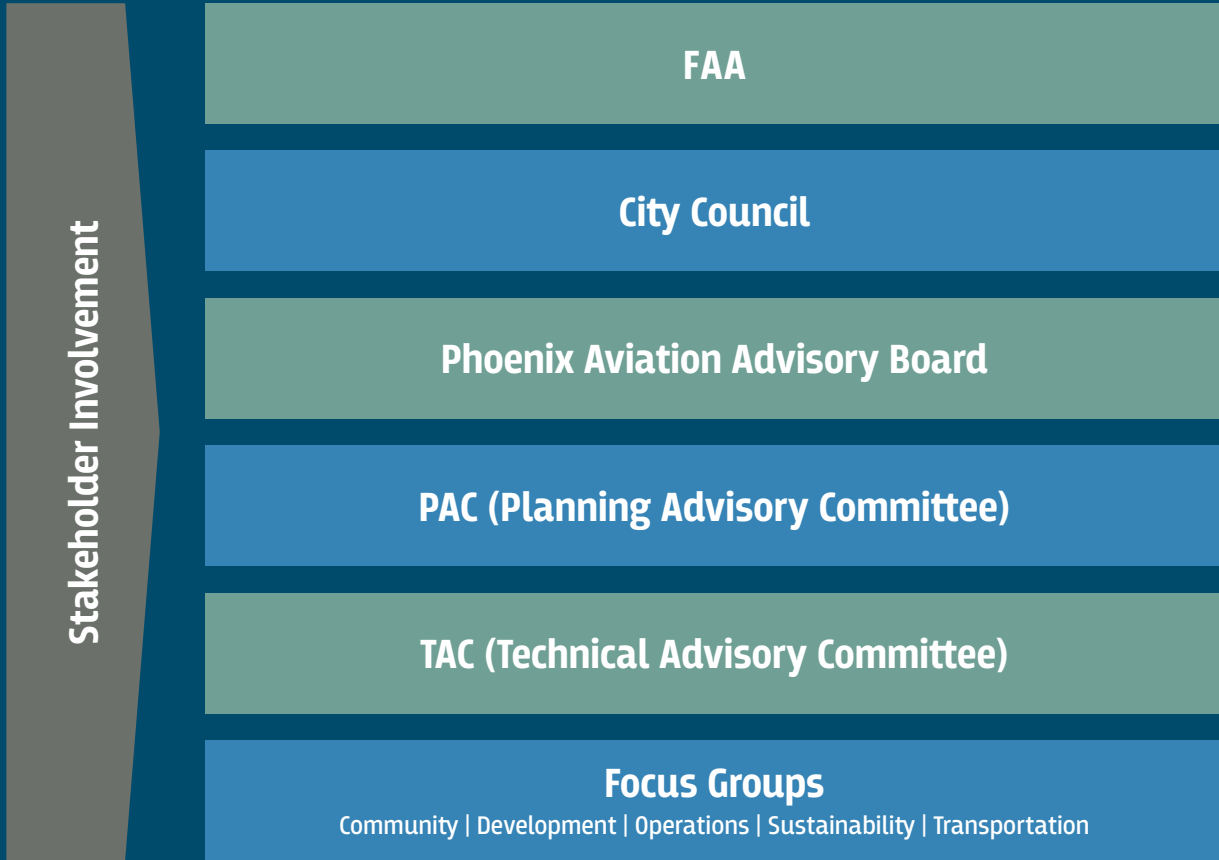 Stakeholder Involvement
FAA
City Council
Phoenix Aviation Advisory Board
PAC (Planning Advisory Committee)
TAC (Technical Advisory Committee)
Focus Groups
Community | Development | Operations | Sustainability | Transportation